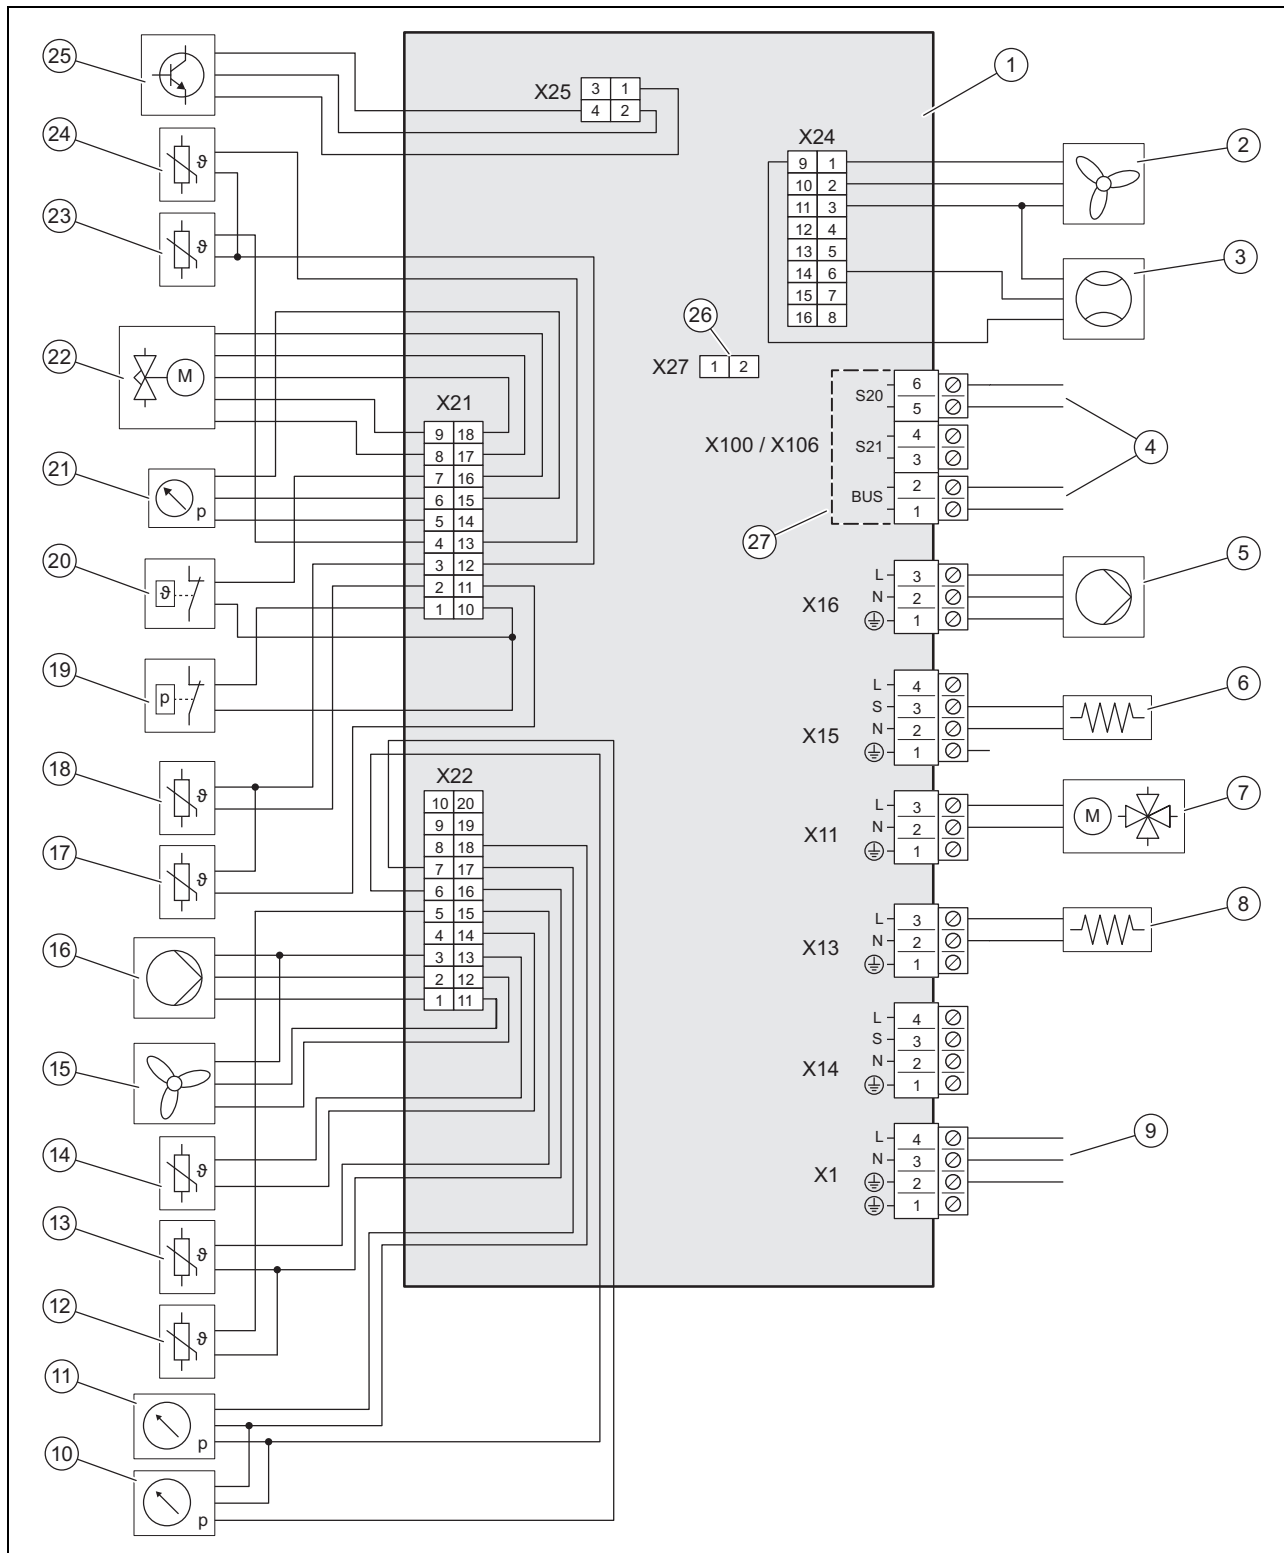 25
X25
3 1
4 2
1
24
ϑ
X24
9 1
10 2
11 3
12 4
13 5
14 6
15 7
16 8
2
23
ϑ
3
26
X27
1 2
22
M
X21
9 18
8 17
7 16
6 15
5 14
4 13
3 12
2 11
1 10
X100 / X106
S20
S21
BUS
6
5
4
3
2
1
4
21
p
27
20
ϑ
X16
L
N
3
2
1
5
19
p
X15
L
S
N
4
3
2
1
6
18
ϑ
X22
10 20
9 19
8 18
7 17
6 16
5 15
4 14
3 13
2 12
1 11
X11
L
N
3
2
1
M
7
17
ϑ
X13
L
N
3
2
1
8
16
X14
L
S
N
4
3
2
1
15
X1
L
N
4
3
2
1
9
14
ϑ
13
ϑ
12
ϑ
11
p
10
p